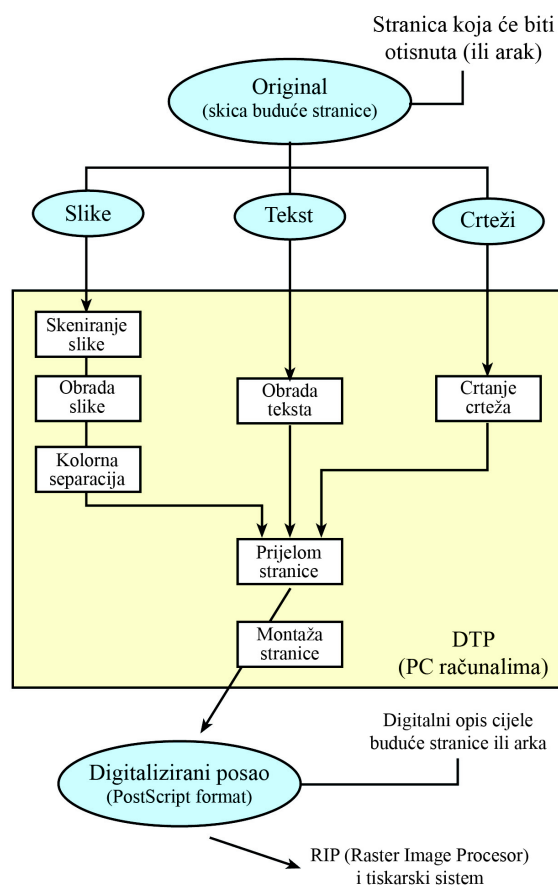 Stranica koja će biti
otisnuta (ili arak)
Original
(skica buduće stranice)
Slike
Tekst
Crteži
Skeniranje
slike
Obrada
slike
Kolorna
separacija
Obrada
teksta
Crtanje
crteža
Prijelom
stranice
Montaža
stranice
DTP
(PC računalima)
Digitalni opis cijele
buduće stranice ili arka
Digitalizirani posao
(PostScript format)
RIP (Raster Image Procesor)
i tiskarski sistem